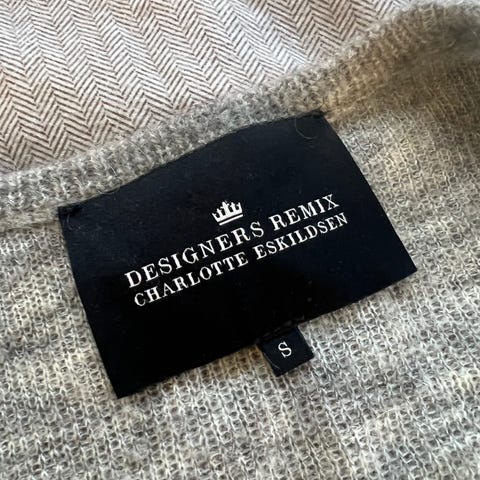 DESIGNERS REMIX
CHARLOTTE ESKILDSEN
S